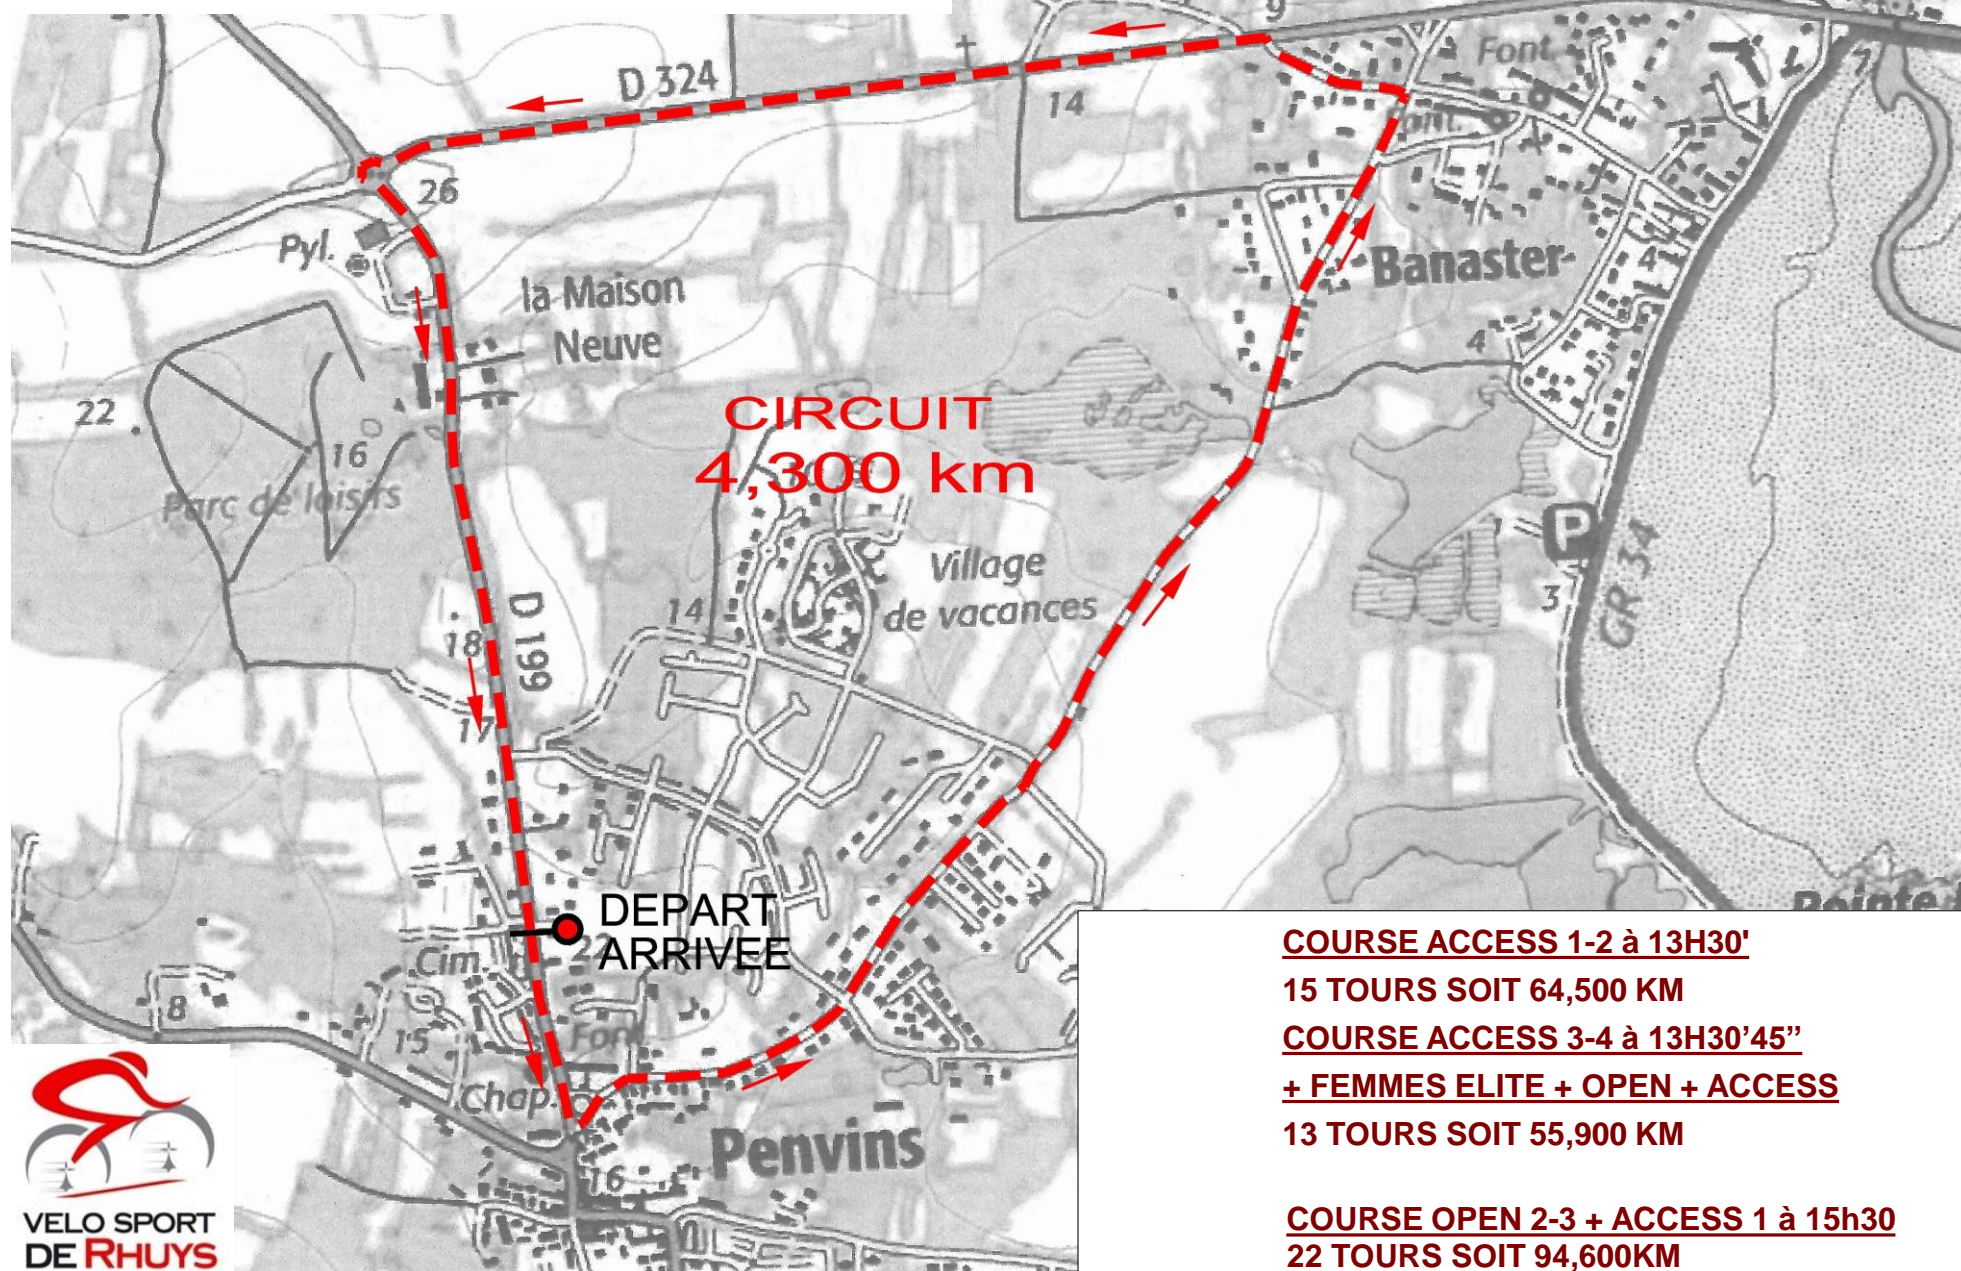 9
Font.
7
D 324
14
26
Pyl.
Banaster
la Maison
Neuve
4
4
22
16
Parc de loisirs
CIRCUIT
4,300 km
P
GR 34
Village
de vacances
14
3
1
18
D 199
17
DEPART
ARRIVEE
22
Cim.
8
15
Font.
Chap.
Penvins
16
VELO SPORT
DE RHUYS
COURSE ACCESS 1-2 à 13H30'
15 TOURS SOIT 64,500 KM
COURSE ACCESS 3-4 à 13H30’45’’
+ FEMMES ELITE + OPEN + ACCESS
13 TOURS SOIT 55,900 KM
COURSE OPEN 2-3 + ACCESS 1 à 15h30
22 TOURS SOIT 94,600KM